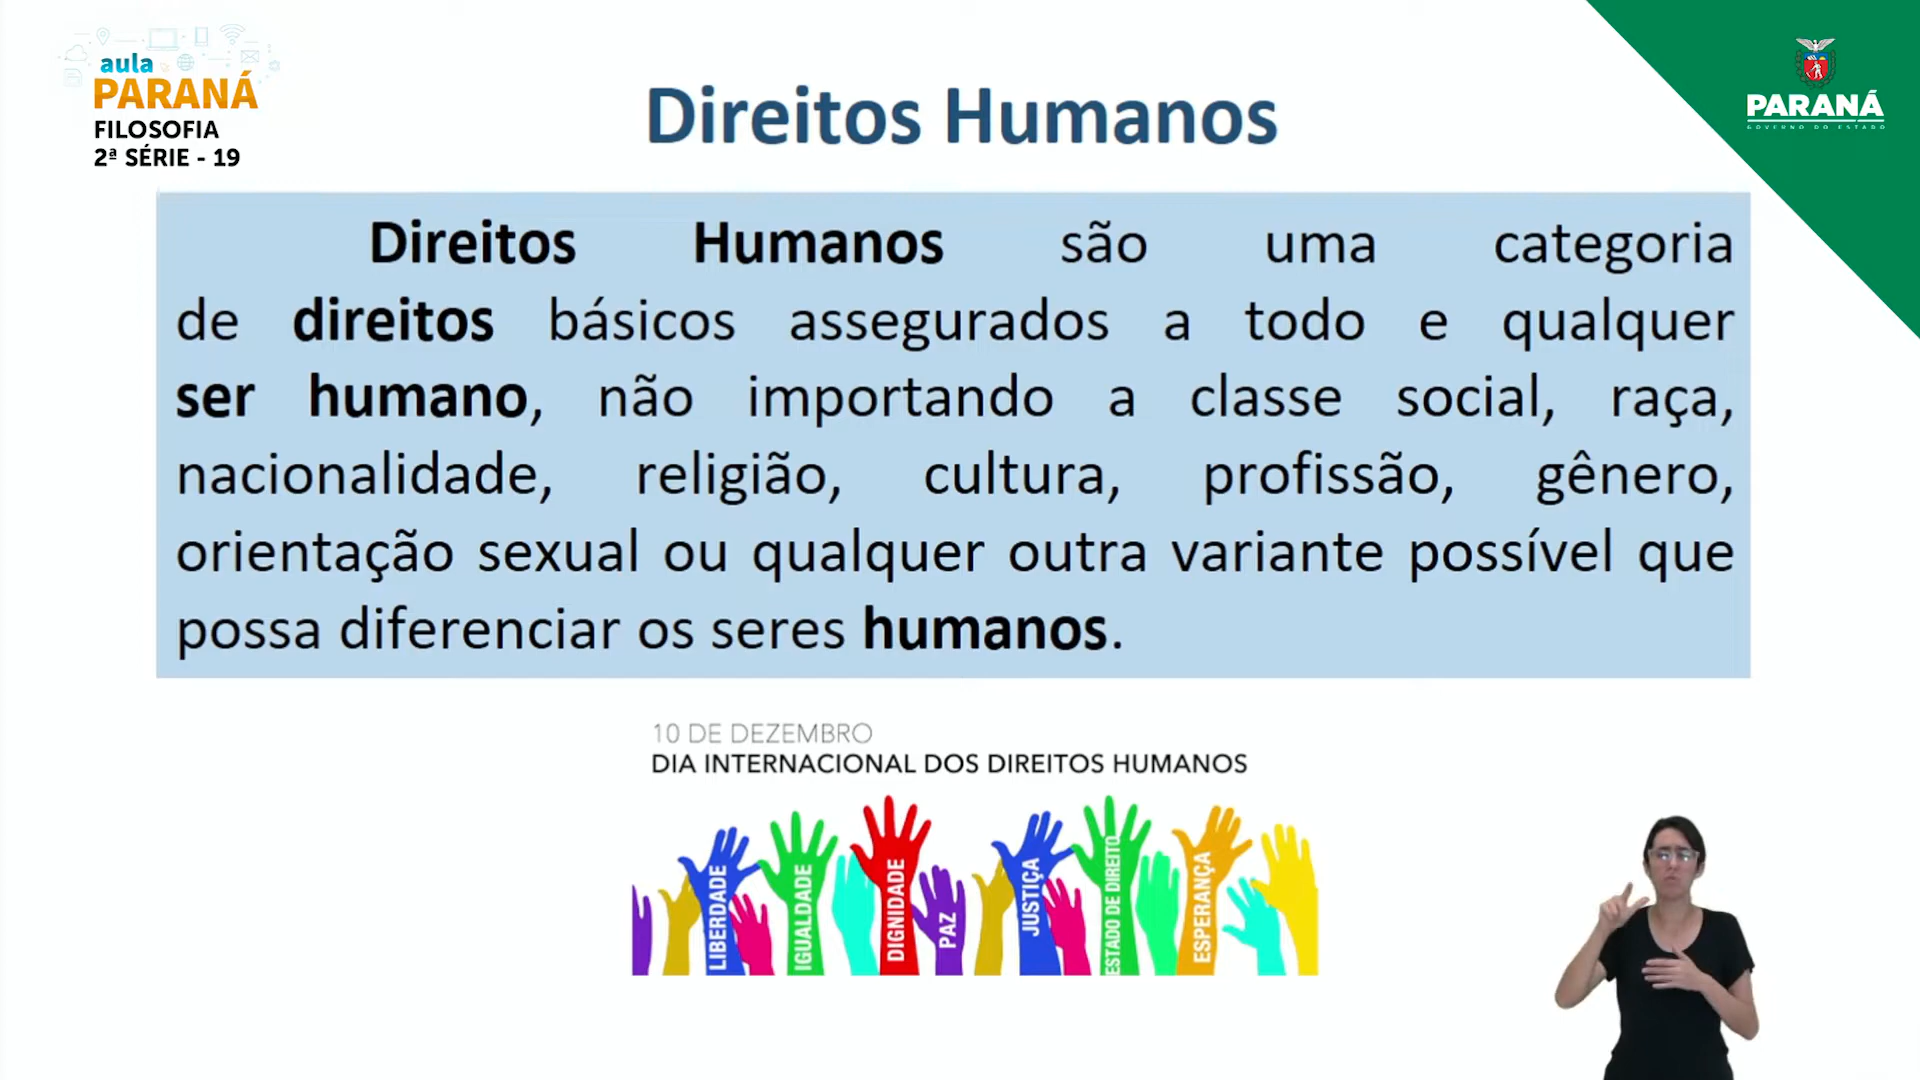 aula
PARANÁ
FILOSOFIA
2ª SÉRIE - 19
Direitos Humanos
PARANÁ
GOVERNO DO ESTADO
Direitos Humanos são uma categoria
de direitos básicos assegurados a todo e qualquer
ser humano, não importando a classe social, raça,
nacionalidade, religião, cultura, profissão, gênero,
orientação sexual ou qualquer outra variante possível que
possa diferenciar os seres humanos.
10 DE DEZEMBRO
DIA INTERNACIONAL DOS DIREITOS HUMANOS
LIBERDADE
IGUALDADE
DIGNIDADE
PAZ
JUSTIÇA
ESTADO DE DIREITO
ESPERANÇA